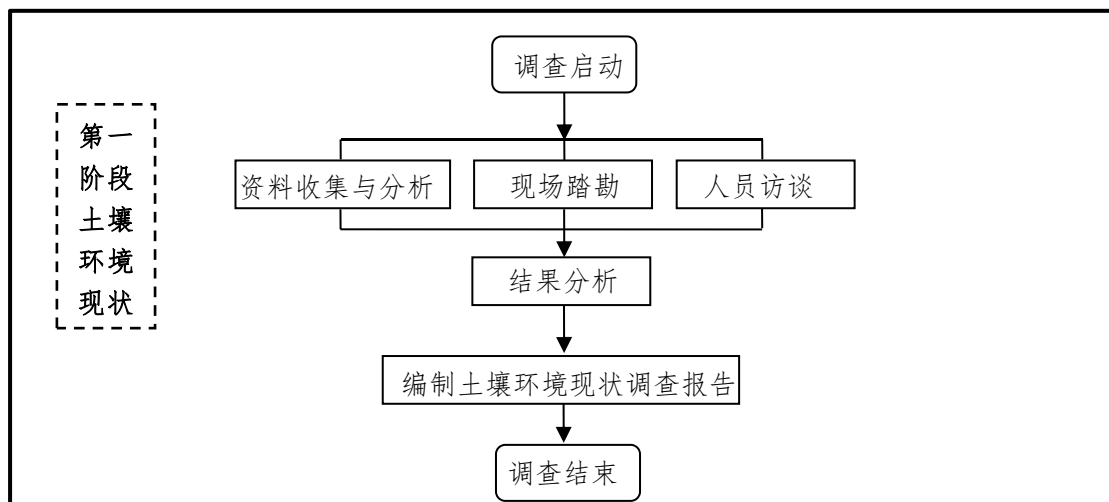 调查启动
第一
阶段
土壤
环境
现状
资料收集与分析
现场踏勘
人员访谈
结果分析
编制土壤环境现状调查报告
调查结束